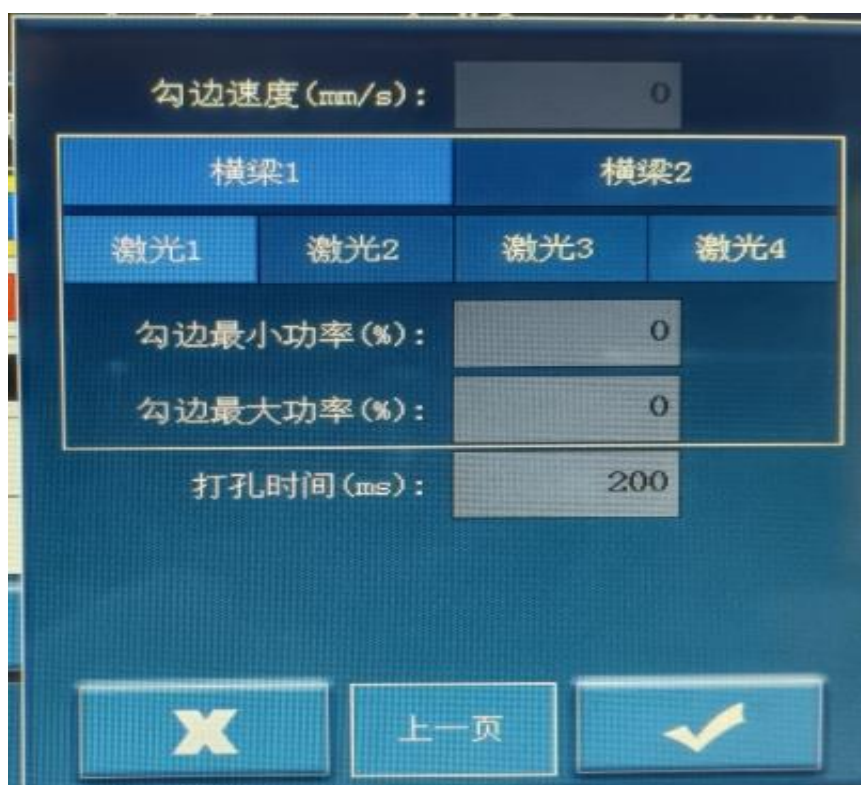 勾边速度(mm/s): 0
横梁1 横梁2
激光1 激光2 激光3 激光4
勾边最小功率(%): 0
勾边最大功率(%): 0
打孔时间(ms): 200
上一页